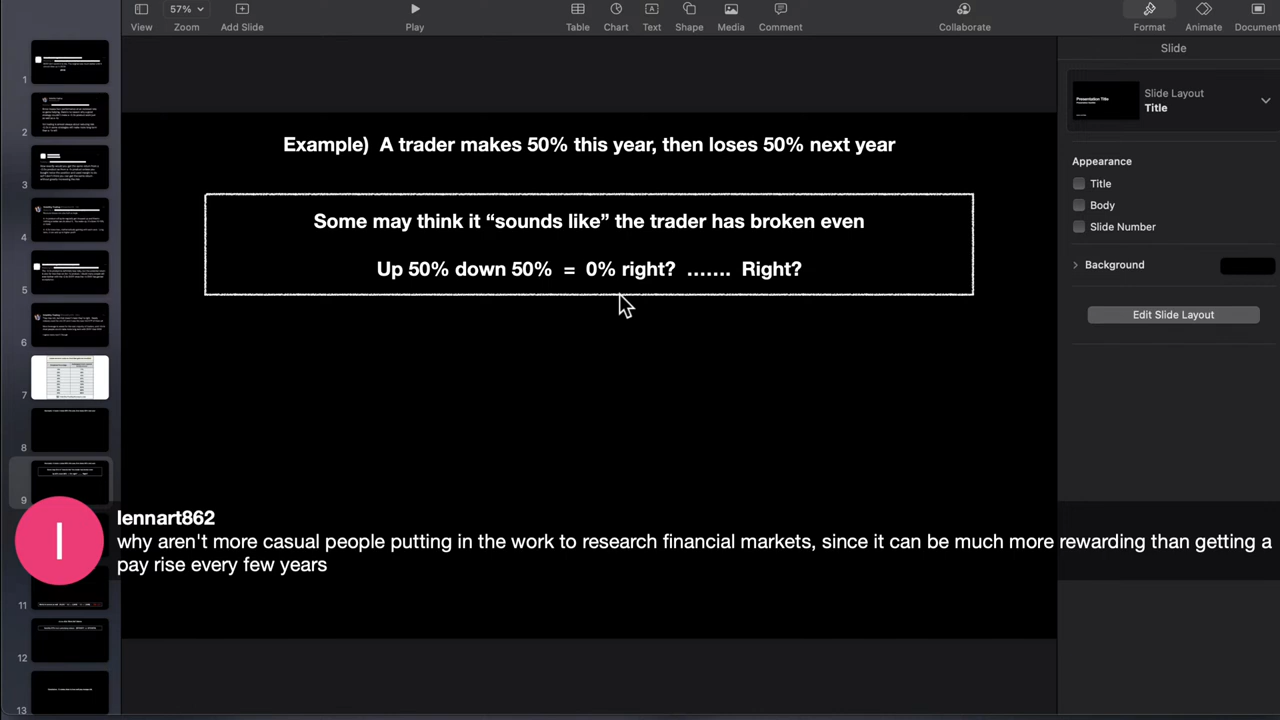 57%
View
Zoom
Add Slide
Play
Table
Chart
Text
Shape
Media
Comment
Collaborate
Format
Animate
Document
Slide
Presentation Title
Slide Layout
Title
Appearance
Title
Body
Slide Number
Background
Edit Slide Layout
1
2
3
4
5
6
7
8
9
11
12
13
Example) A trader makes 50% this year, then loses 50% next year
Some may think it “sounds like” the trader has broken even
Up 50% down 50% = 0% right? ....... Right?
l
lennart862
why aren't more casual people putting in the work to research financial markets, since it can be much more rewarding than getting a
pay rise every few years